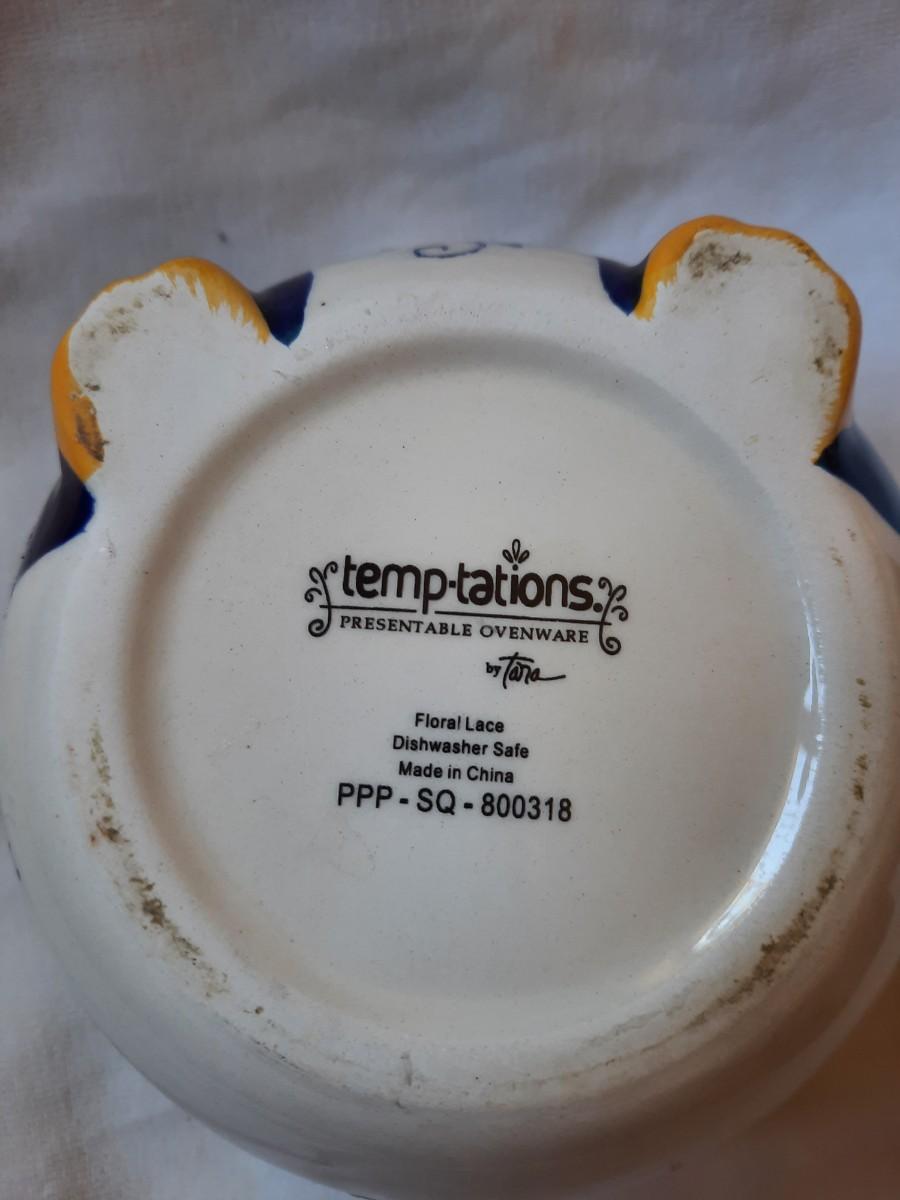 temp-tations.
PRESENTABLE OVENWARE
by Tara
Floral Lace
Dishwasher Safe
Made in China
PPP - SQ - 800318